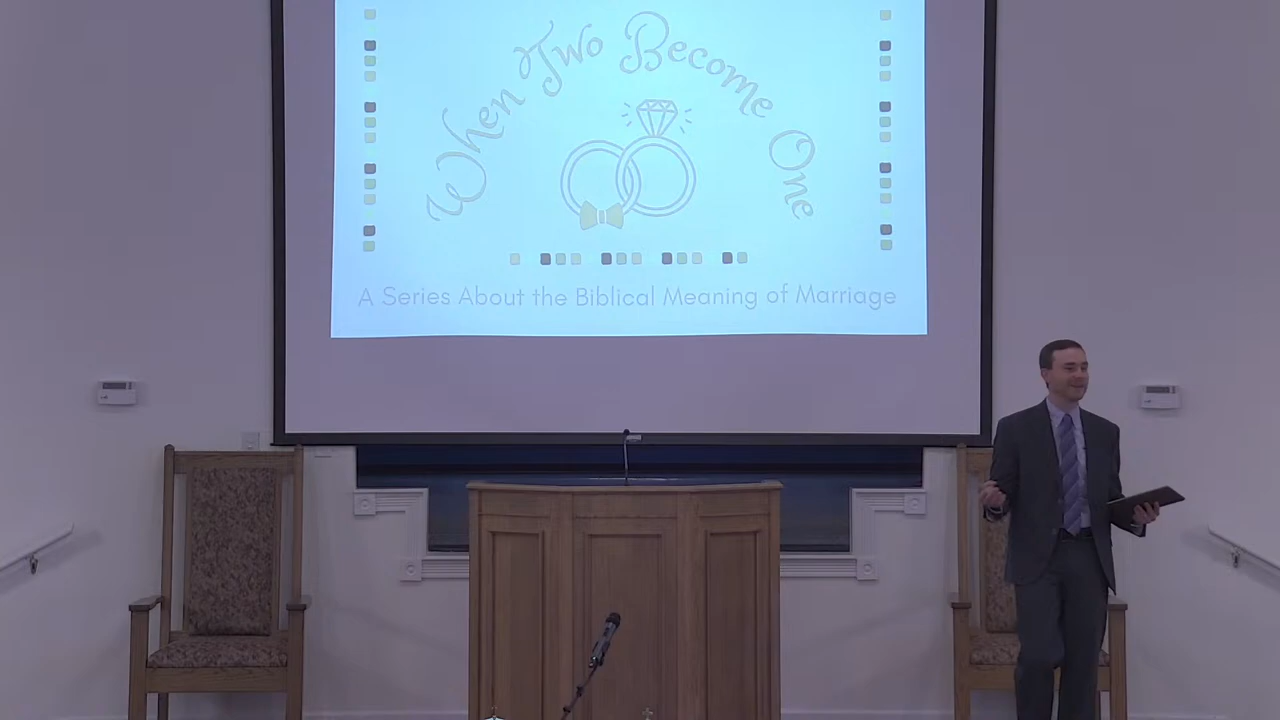 When Two Become One
A Series About the Biblical Meaning of Marriage